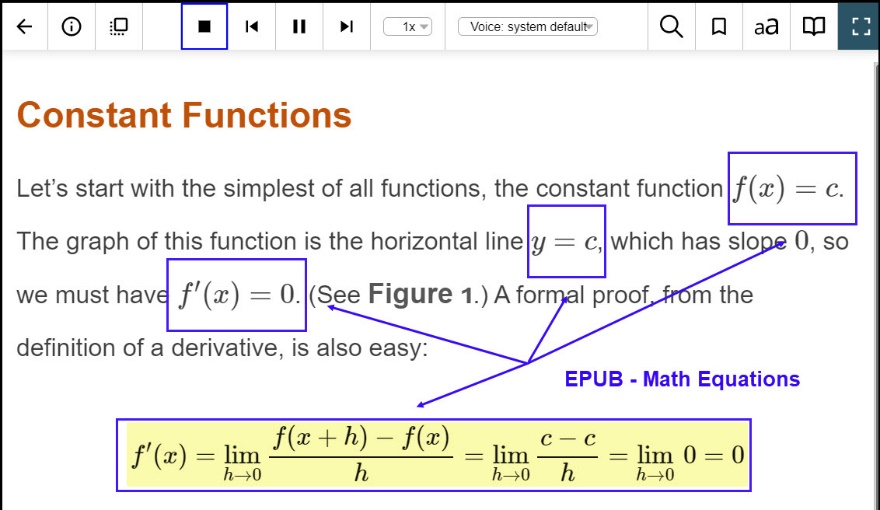 1x Voice: system default aa
Constant Functions
Let's start with the simplest of all functions, the constant function f(x) = c.
The graph of this function is the horizontal line y = c, which has slope 0, so
we must have f′(x) = 0. (See Figure 1.) A formal proof, from the
definition of a derivative, is also easy:
EPUB - Math Equations
f′(x) = lim h→0 f(x + h) − f(x) / h = lim h→0 c − c / h = lim h→0 0 = 0